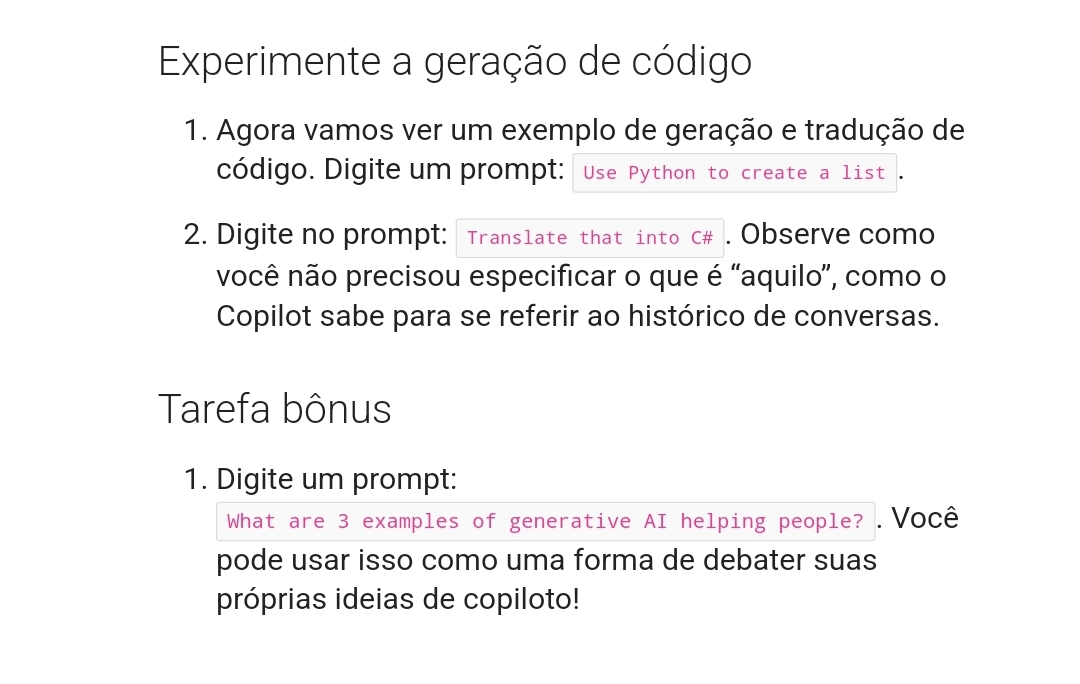 Experimente a geração de código
1. Agora vamos ver um exemplo de geração e tradução de
código. Digite um prompt: Use Python to create a list.
2. Digite no prompt: Translate that into C#. Observe como
você não precisou especificar o que é “aquilo”, como o
Copilot sabe para se referir ao histórico de conversas.
Tarefa bônus
1. Digite um prompt:
What are 3 examples of generative AI helping people?. Você
pode usar isso como uma forma de debater suas
próprias ideias de copiloto!